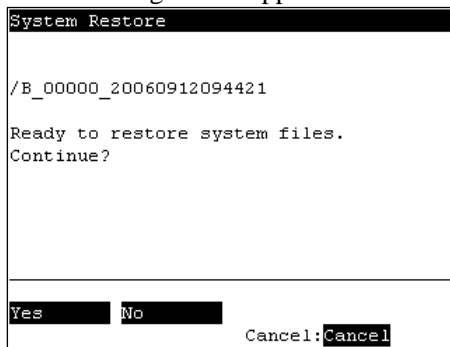 System Restore
/B_00000_20060912094421
Ready to restore system files.
Continue?
Yes No
Cancel:Cancel